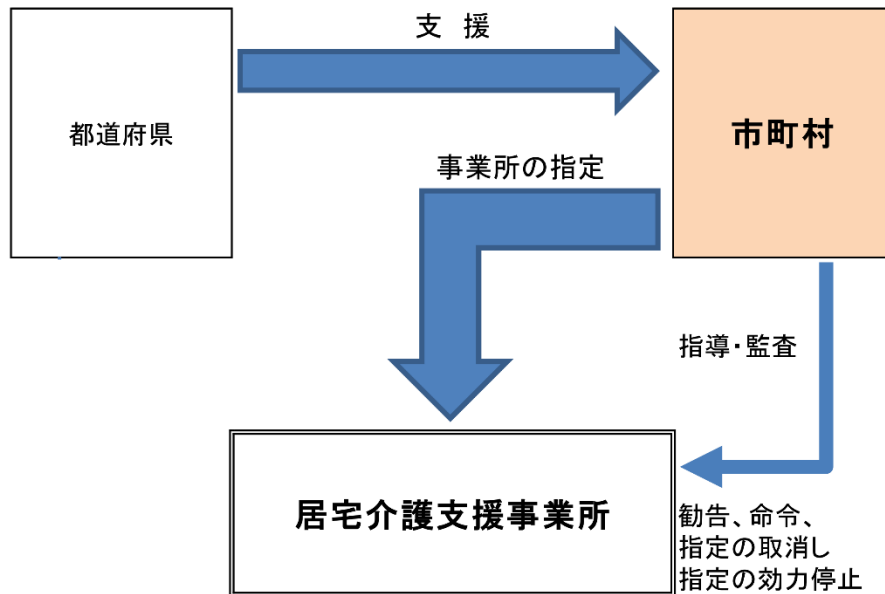 支　援
都道府県
市町村
事業所の指定
指導・監査
居宅介護支援事業所
勧告、命令、
指定の取消し
指定の効力停止